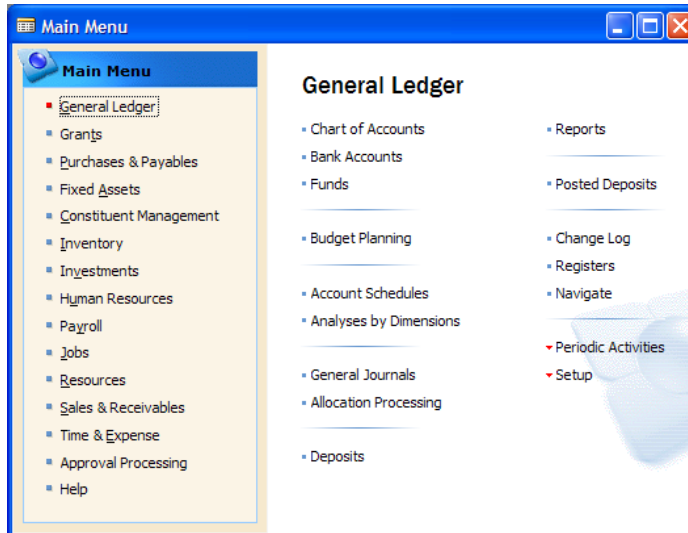 Main Menu
Main Menu
General Ledger
Grants
Purchases & Payables
Fixed Assets
Constituent Management
Inventory
Investments
Human Resources
Payroll
Jobs
Resources
Sales & Receivables
Time & Expense
Approval Processing
Help
General Ledger
Chart of Accounts
Bank Accounts
Funds
Budget Planning
Account Schedules
Analyses by Dimensions
General Journals
Allocation Processing
Deposits
Reports
Posted Deposits
Change Log
Registers
Navigate
Periodic Activities
Setup